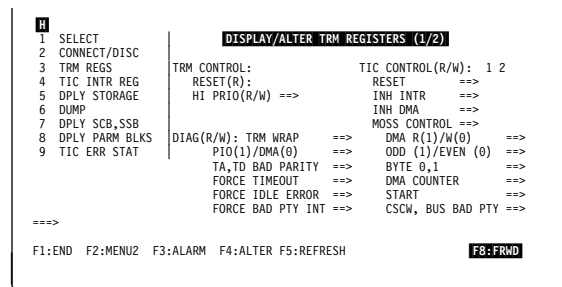 H
1 SELECT DISPLAY/ALTER TRM REGISTERS (1/2)
2 CONNECT/DISC
3 TRM REGS TRM CONTROL: TIC CONTROL(R/W): 1 2
4 TIC INTR REG RESET(R): RESET ==>
5 DPLY STORAGE HI PRIO(R/W) ==> INH INTR ==>
6 DUMP INH DMA ==>
7 DPLY SCB,SSB MOSS CONTROL ==>
8 DPLY PARM BLKS DIAG(R/W): TRM WRAP ==> DMA R(1)/W(0) ==>
9 TIC ERR STAT PIO(1)/DMA(0) ==> ODD (1)/EVEN (0) ==>
TA,TD BAD PARITY ==> BYTE 0,1 ==>
FORCE TIMEOUT ==> DMA COUNTER ==>
FORCE IDLE ERROR ==> START ==>
FORCE BAD PTY INT ==> CSCW, BUS BAD PTY ==>
===>
F1:END F2:MENU2 F3:ALARM F4:ALTER F5:REFRESH F8:FRWD